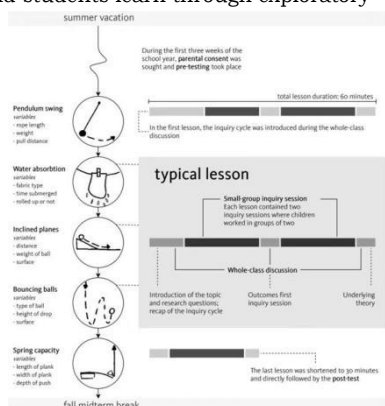 nd students learn through exploratory
summer vacation
During the first three weeks of the
school year, parental consent was
sought and pre-testing took place
total lesson duration: 60 minutes
Pendulum swing
variables
- rope length
- weight
- pull distance
In the first lesson, the inquiry cycle was introduced during the whole-class
discussion
Water absorbtion
variables
- fabric type
- time submerged
- rolled up or not
typical lesson
Small-group inquiry session
Each lesson contained two
inquiry sessions where children
worked in groups of two
Inclined planes
variables
- distance
- weight of ball
- surface
Whole-class discussion
Bouncing balls
variables
- type of ball
- height of drop
- surface
Introduction of the topic
and research questions;
recap of the inquiry cycle
Outcomes first
inquiry session
Underlying
theory
Spring capacity
variables
- length of plank
- width of plank
- depth of push
The last lesson was shortened to 30 minutes
and directly followed by the post-test
fall midterm break